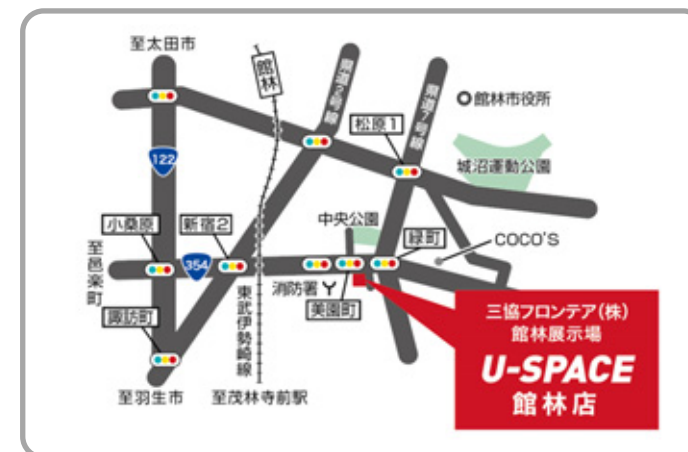 至太田市
館林
県道2号線
県道7号線
館林市役所
松原1
122
城沼運動公園
中央公園
小桑原
新宿2
緑町
COCO'S
至邑楽町
354
消防署
美園町
東武伊勢崎線
諏訪町
三協フロンテア(株)
館林展示場
U-SPACE
館林店
至羽生市
至茂林寺前駅